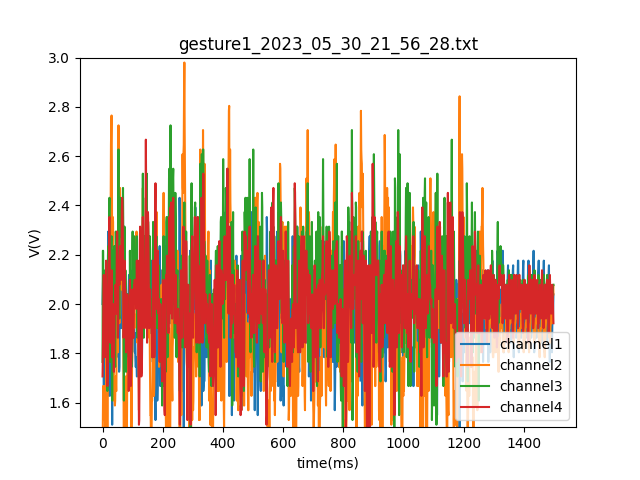 gesture1_2023_05_30_21_56_28.txt
3.0
2.8
2.6
2.4
2.2
2.0
1.8
1.6
V(V)
channel1
channel2
channel3
channel4
0 200 400 600 800 1000 1200 1400
time(ms)